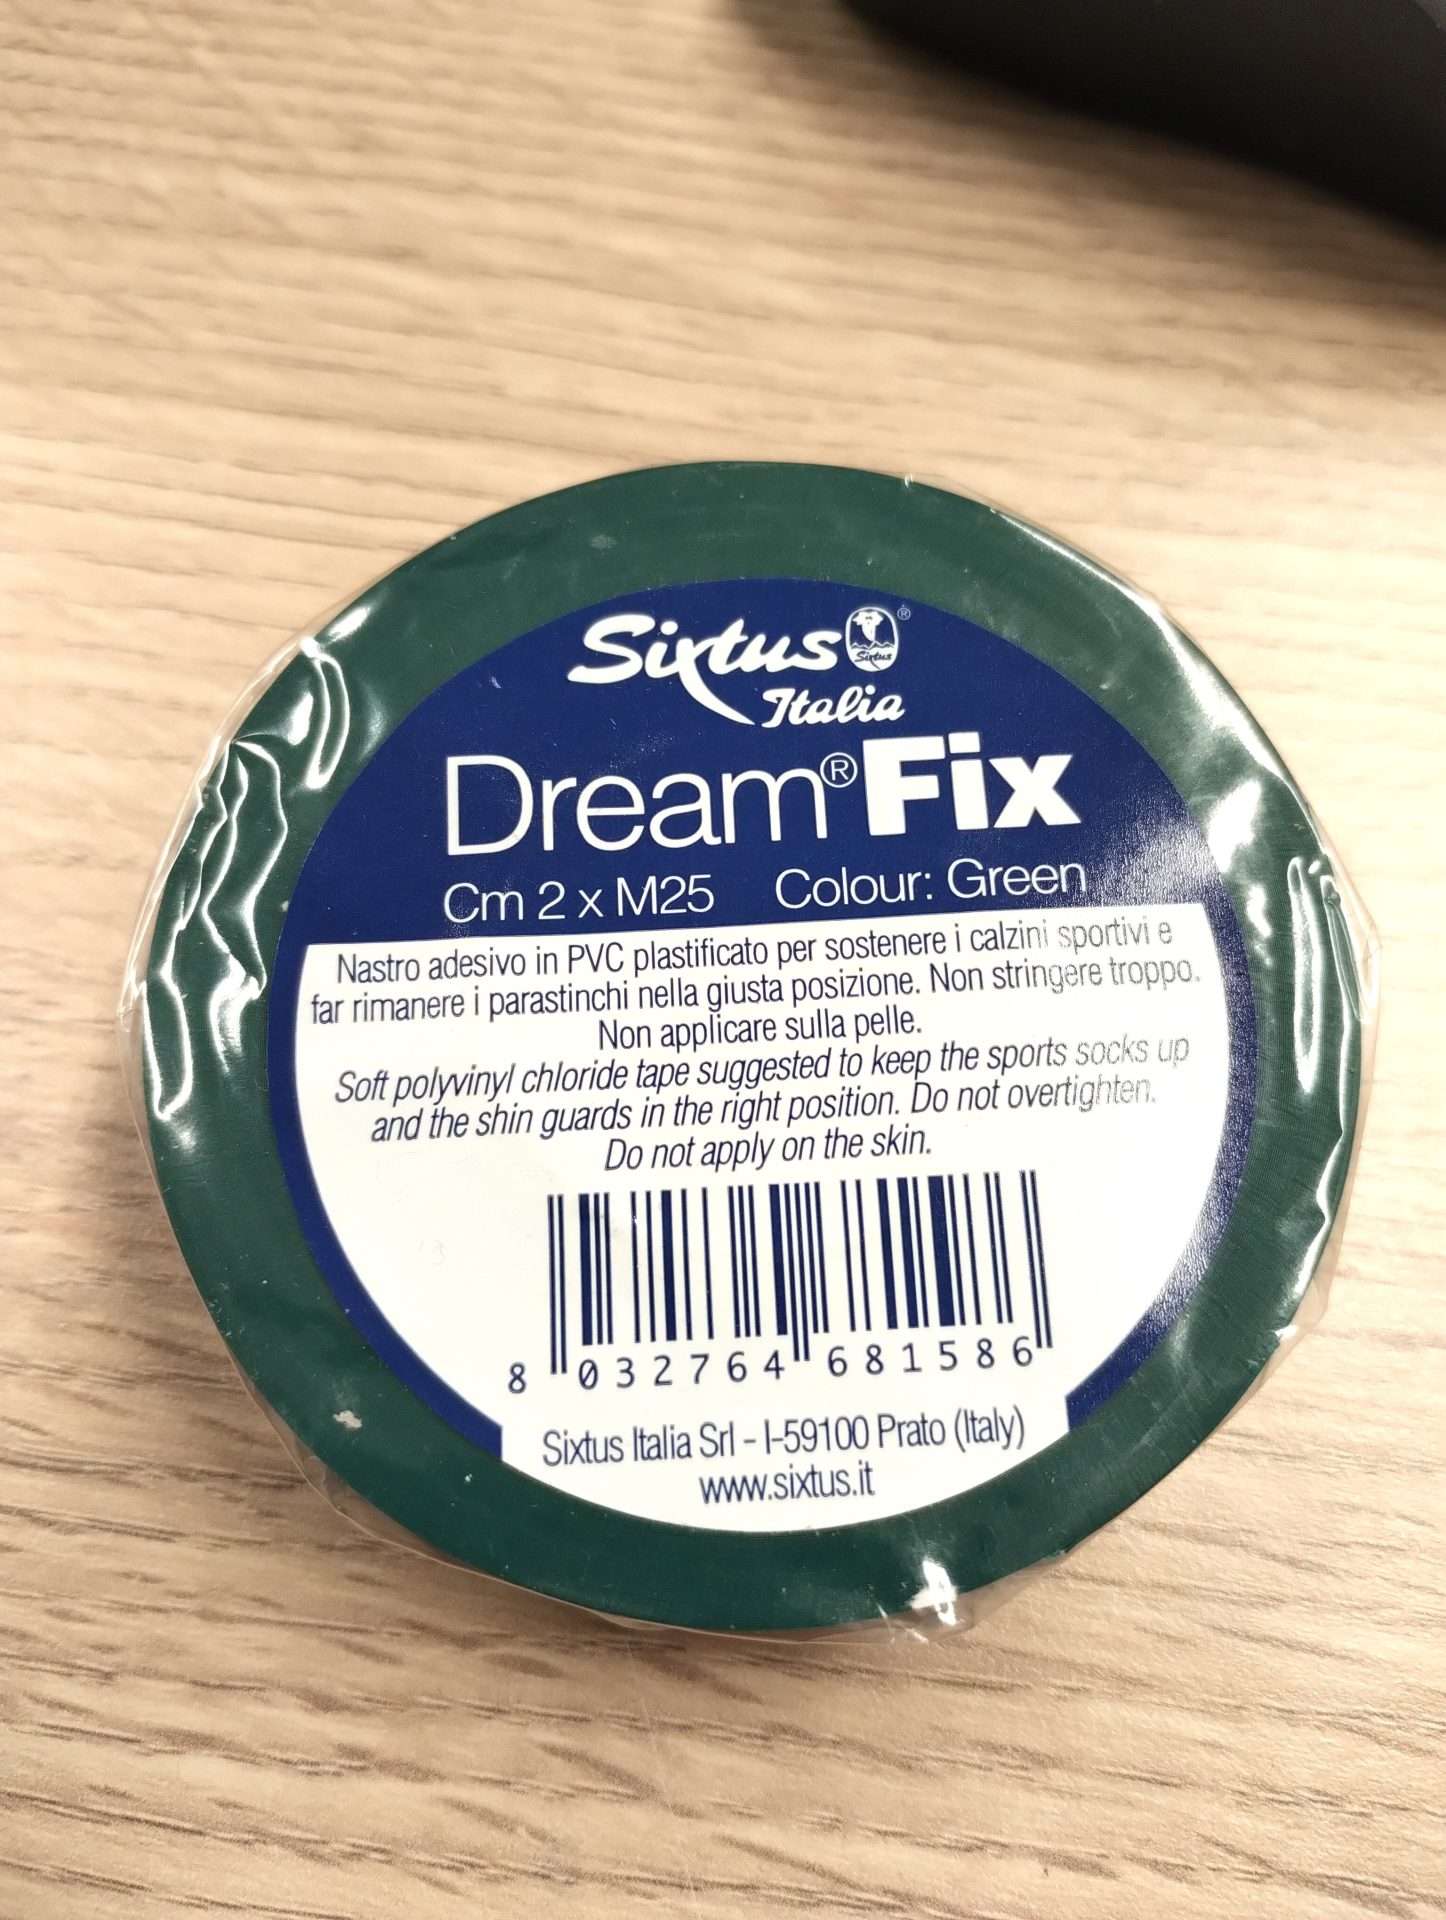 Sixtus
Sixtus
®
Italia
Dream®Fix
Cm 2 x M25 Colour: Green
Nastro adesivo in PVC plastificato per sostenere i calzini sportivi e
far rimanere i parastinchi nella giusta posizione. Non stringere troppo.
Non applicare sulla pelle.
Soft polyvinyl chloride tape suggested to keep the sports socks up
and the shin guards in the right position. Do not overtighten.
Do not apply on the skin.
8 032764 681586
Sixtus Italia Srl - I-59100 Prato (Italy)
www.sixtus.it